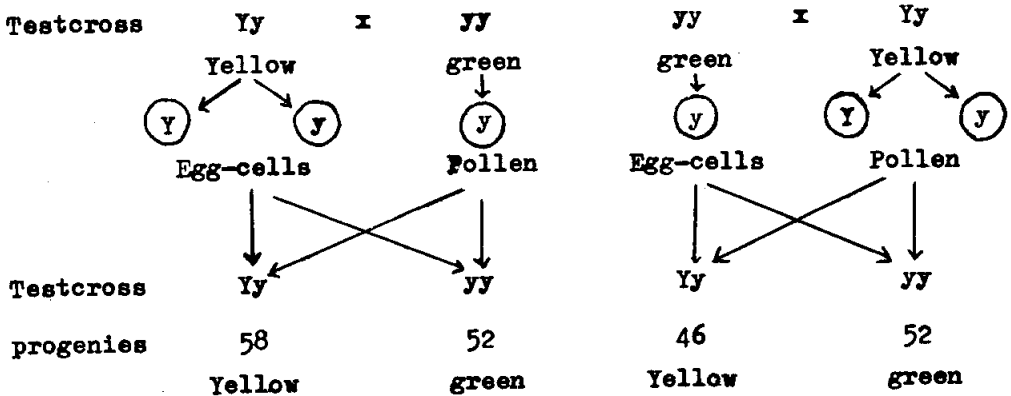 Testcross Yy x yy yy x Yy
Yellow green green Yellow
Y y y y Y y
Egg-cells Pollen Egg-cells Pollen
Testcross Yy yy Yy yy
progenies 58 52 46 52
Yellow green Yellow green